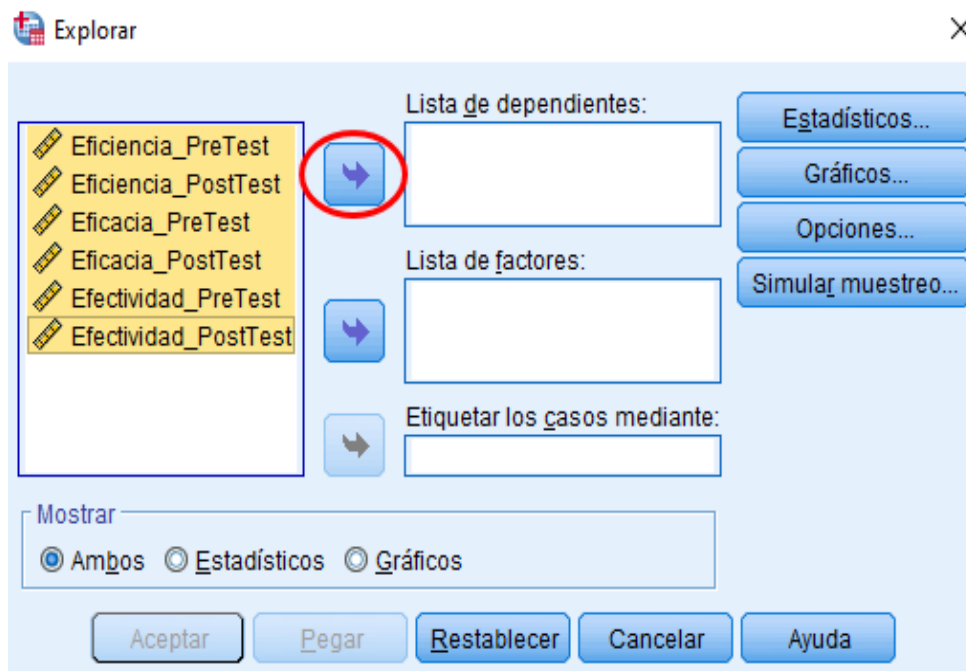 Explorar
Lista de dependientes:
Eficiencia_PreTest
Eficiencia_PostTest
Eficacia_PreTest
Eficacia_PostTest
Efectividad_PreTest
Efectividad_PostTest
Lista de factores:
Etiquetar los casos mediante:
Estadísticos...
Gráficos...
Opciones...
Simular muestreo...
Mostrar
Ambos Estadísticos Gráficos
Aceptar Pegar Restablecer Cancelar Ayuda